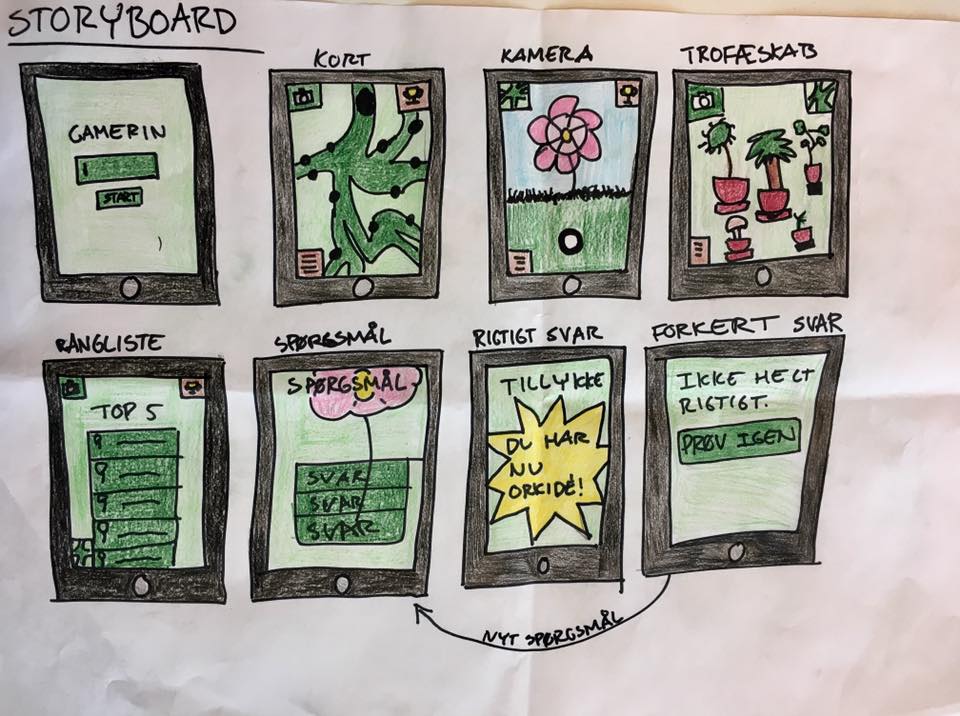 STORYBOARD
KORT
KAMERA
TROFÆSKAB
GAMERIN
START
RANGLISTE
SPØRGSMÅL
RIGTIGT SVAR
FORKERT SVAR
TOP 5
SPØRGSMÅL
SVAR
SVAR
SVAR
TILLYKKE
DU HAR
NU
ORKIDÉ!
IKKE HELT
RIGTIGT.
PRØV IGEN
NYT SPØRGSMÅL